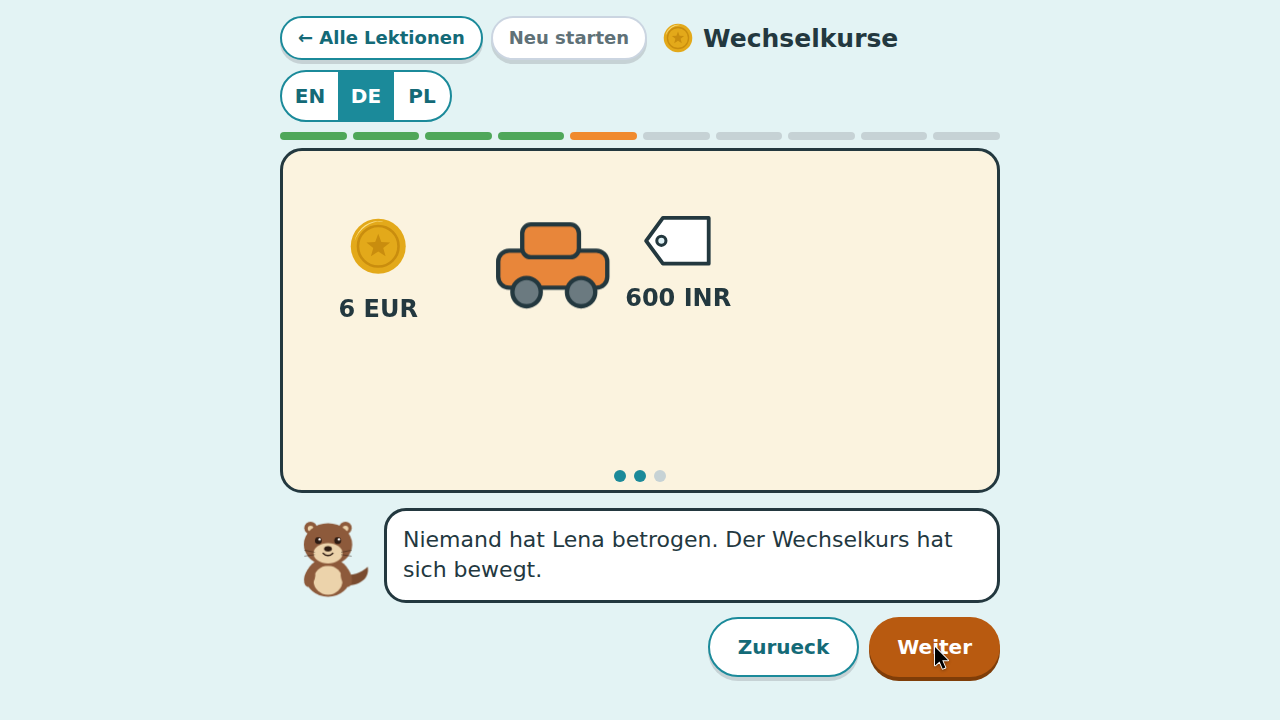 ← Alle Lektionen
Neu starten
Wechselkurse
EN
DE
PL
6 EUR
600 INR
Niemand hat Lena betrogen. Der Wechselkurs hat
sich bewegt.
Zurueck
Weiter